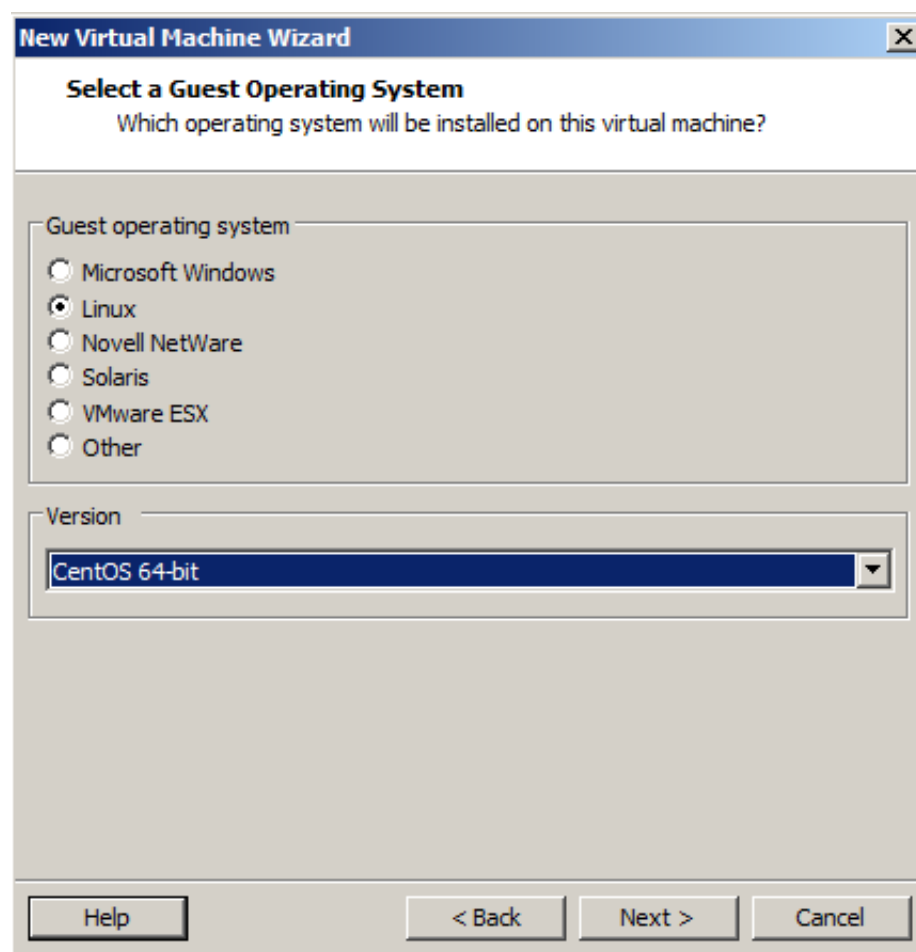 New Virtual Machine Wizard
Select a Guest Operating System
Which operating system will be installed on this virtual machine?
Guest operating system
Microsoft Windows
Linux
Novell NetWare
Solaris
VMware ESX
Other
Version
CentOS 64-bit
Help < Back Next > Cancel